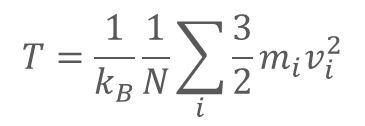 T = \frac{1}{k_B} \frac{1}{N} \sum_i \frac{3}{2} m_i v_i^2